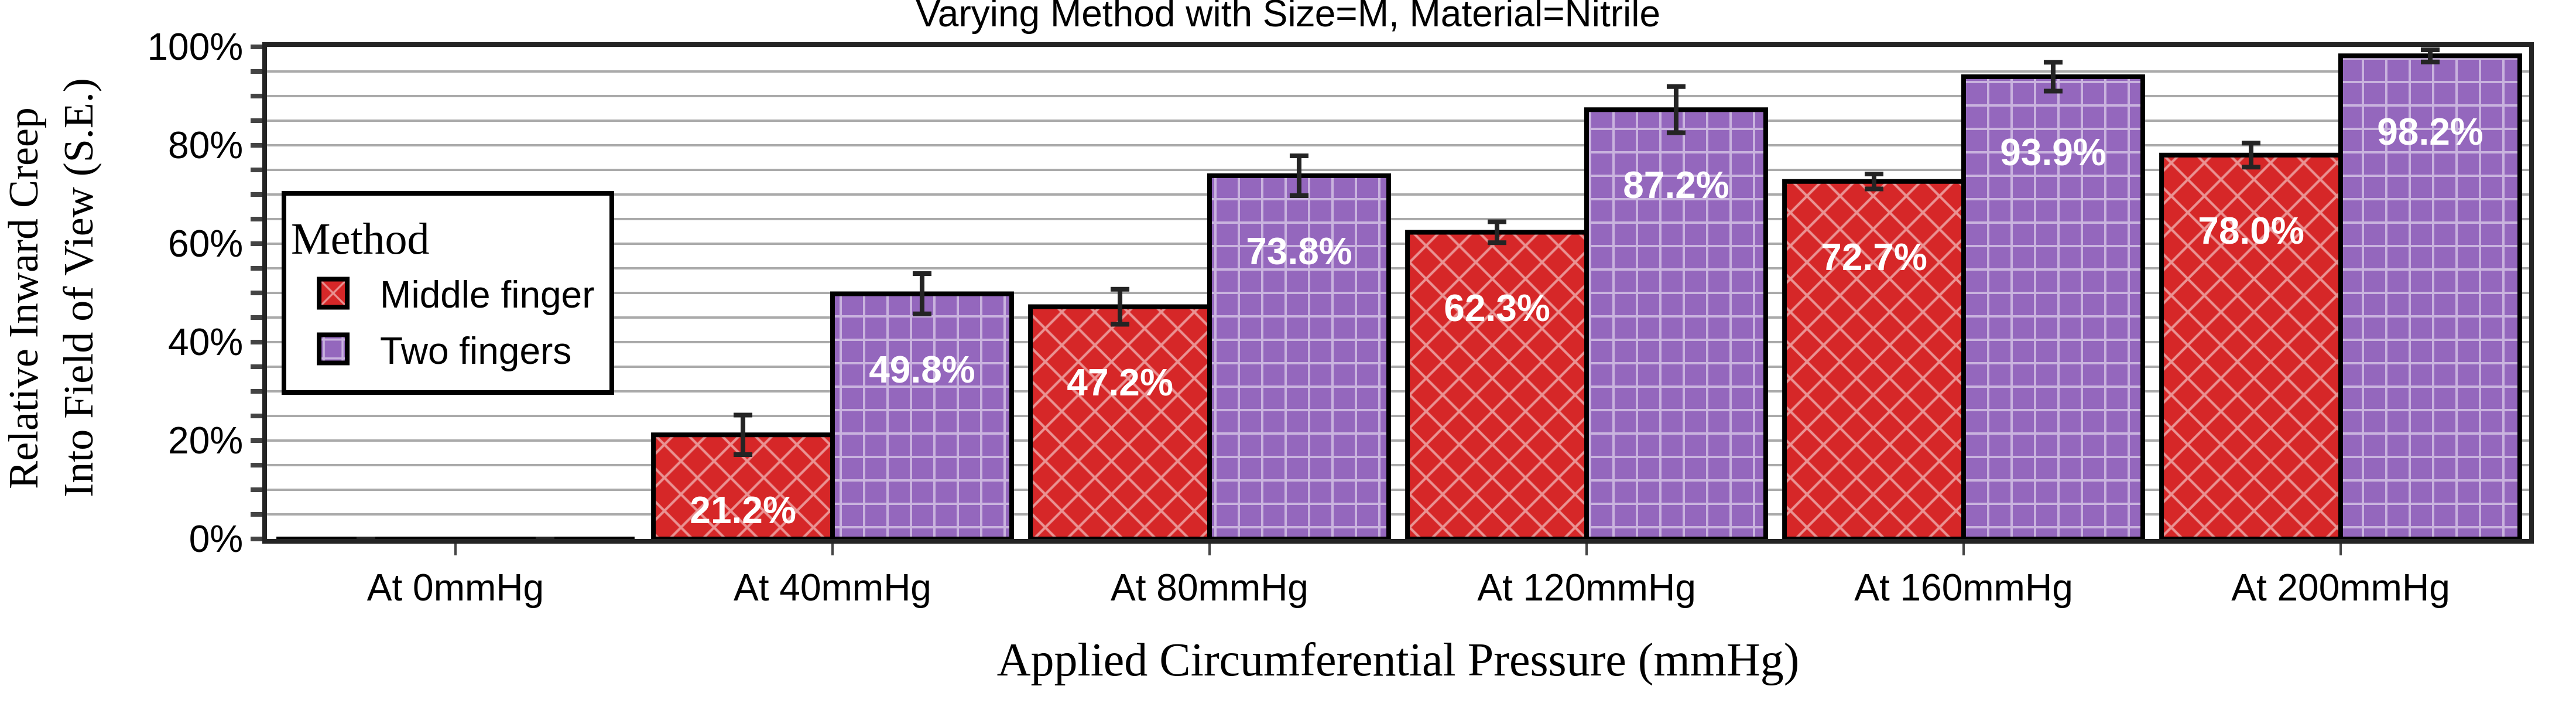 Varying Method with Size=M, Material=Nitrile
Relative Inward Creep
Into Field of View (S.E.)
100%
80%
60%
40%
20%
0%
Method
Middle finger
Two fingers
21.2%
49.8%
47.2%
73.8%
62.3%
87.2%
72.7%
93.9%
78.0%
98.2%
At 0mmHg
At 40mmHg
At 80mmHg
At 120mmHg
At 160mmHg
At 200mmHg
Applied Circumferential Pressure (mmHg)